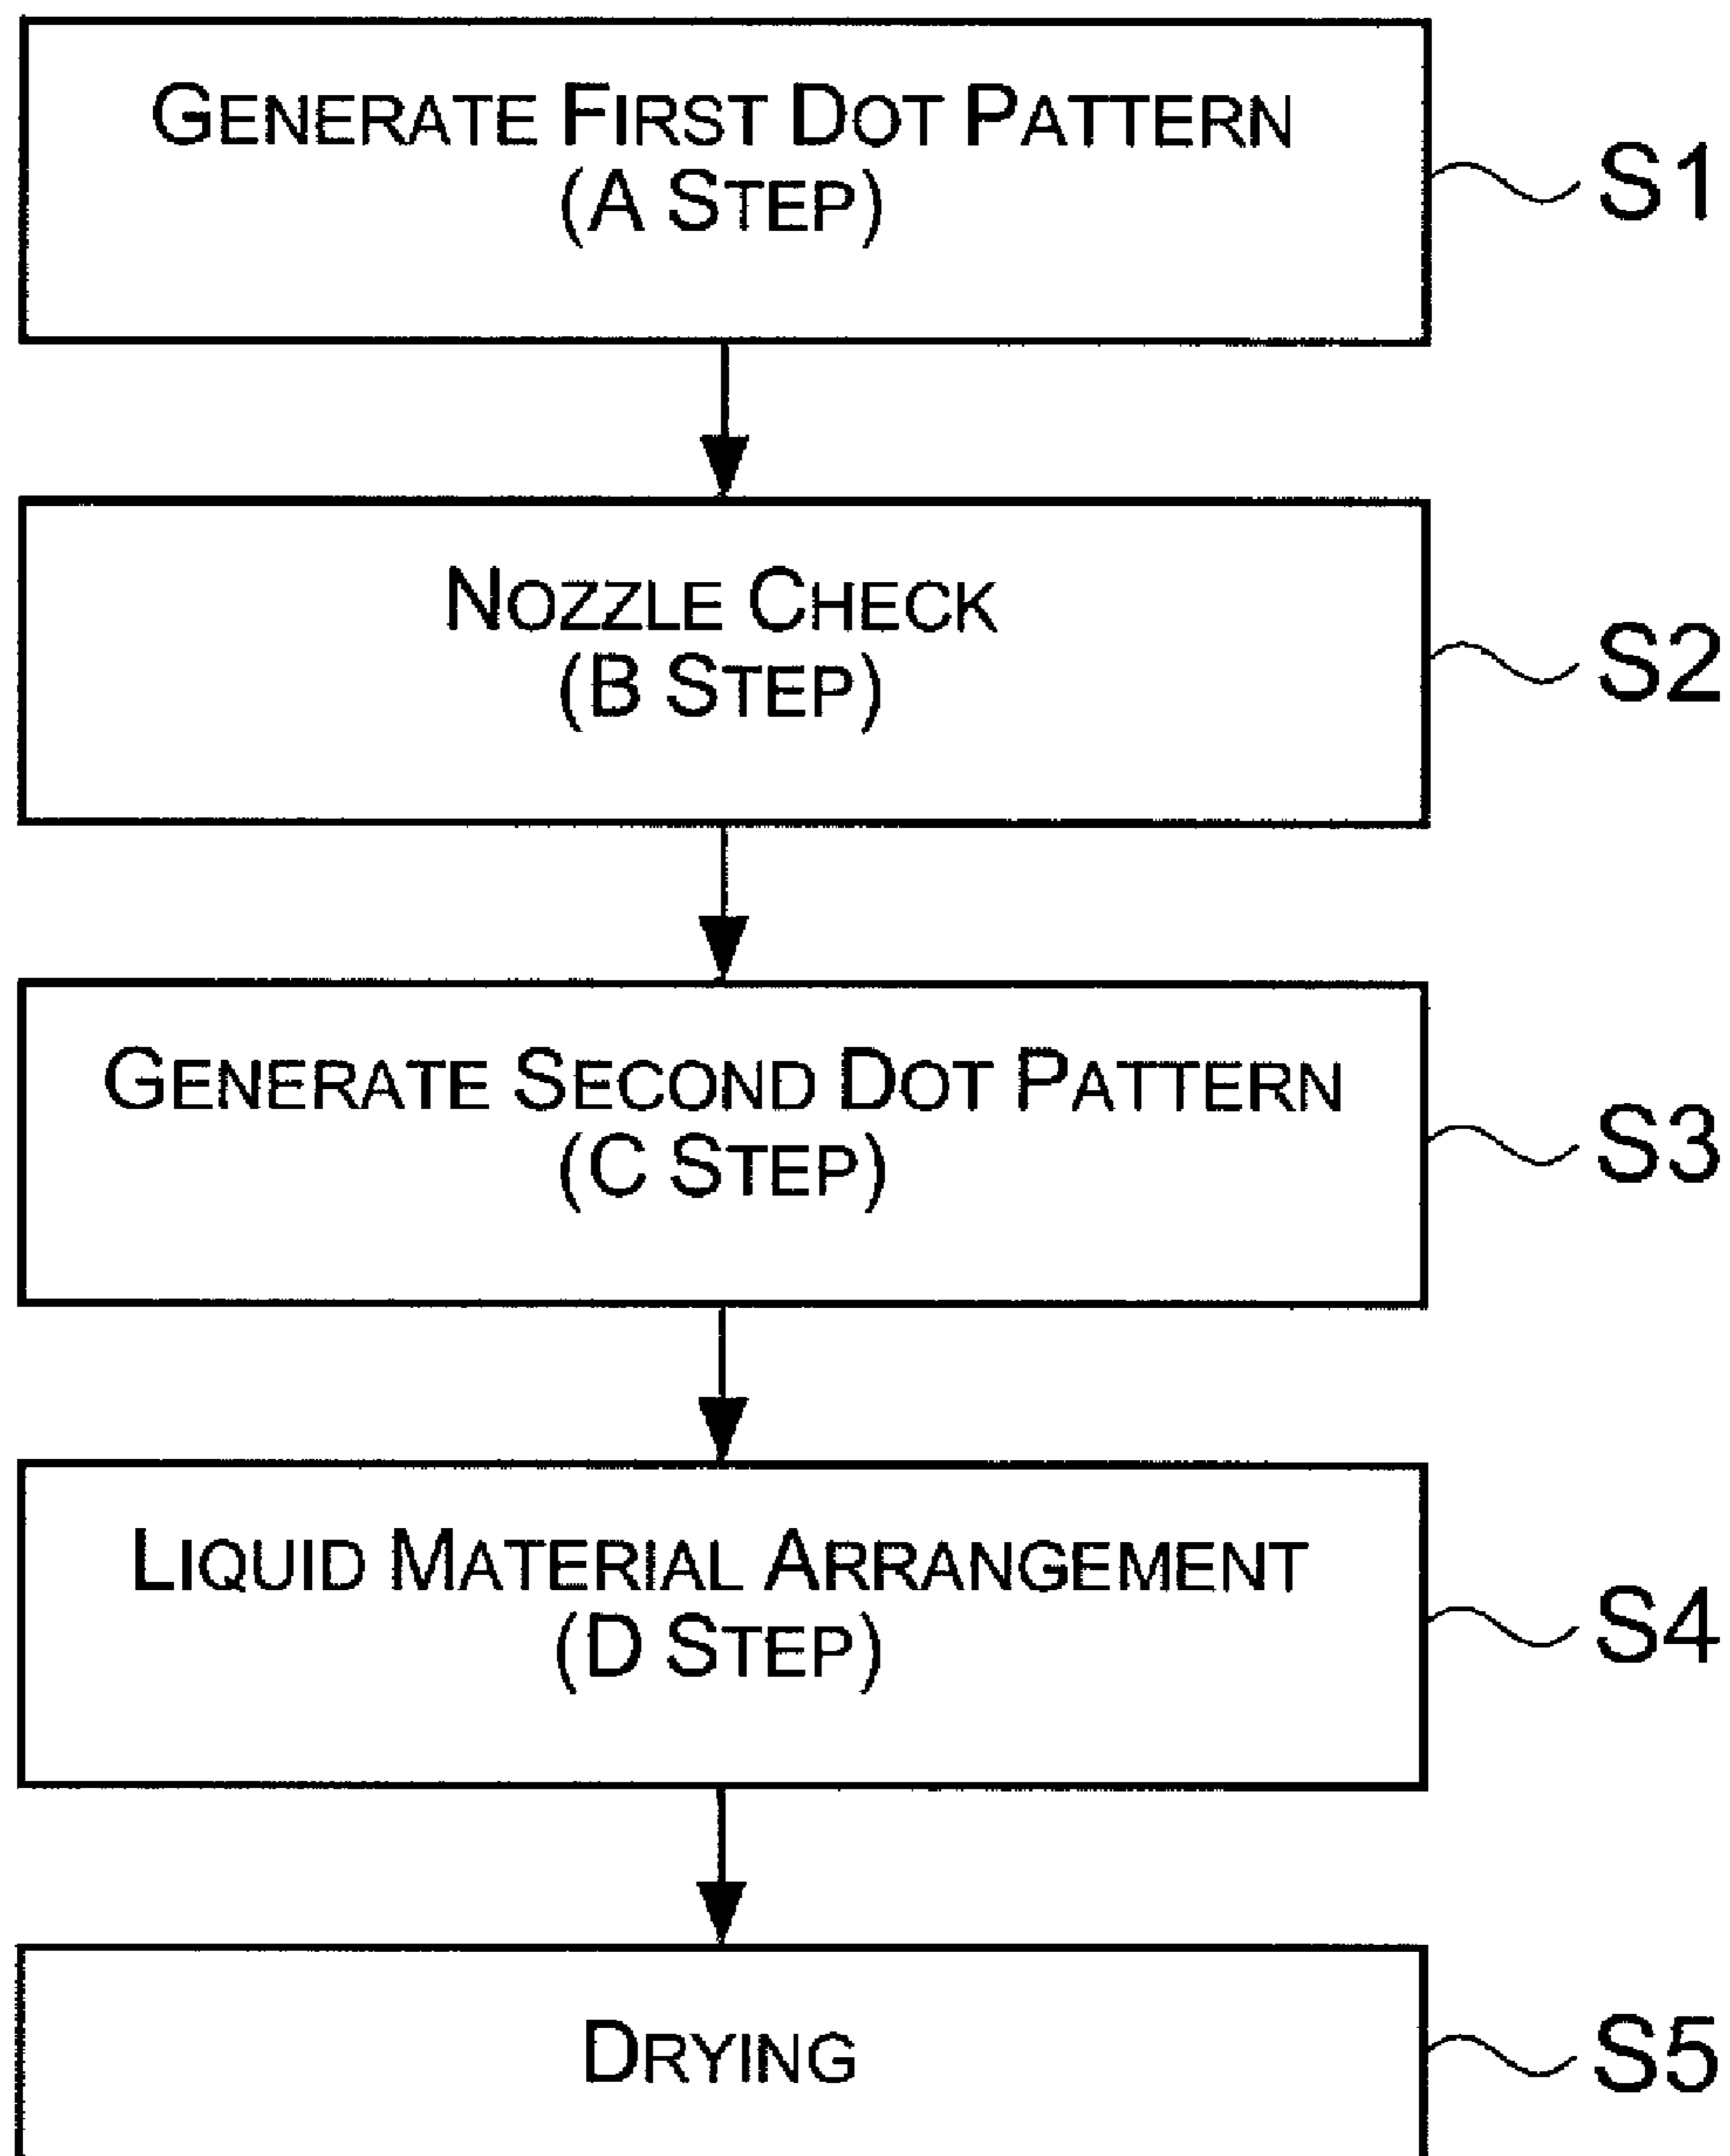 GENERATE FIRST DOT PATTERN
(A STEP)
S1
NOZZLE CHECK
(B STEP)
S2
GENERATE SECOND DOT PATTERN
(C STEP)
S3
LIQUID MATERIAL ARRANGEMENT
(D STEP)
S4
DRYING
S5